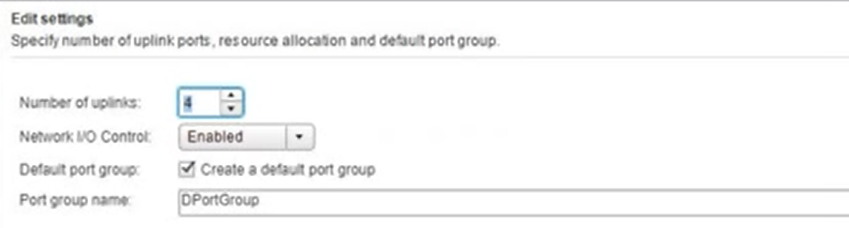 Edit settings
Specify number of uplink ports, resource allocation and default port group.
Number of uplinks: 4
Network I/O Control: Enabled
Default port group: Create a default port group
Port group name: DPortGroup